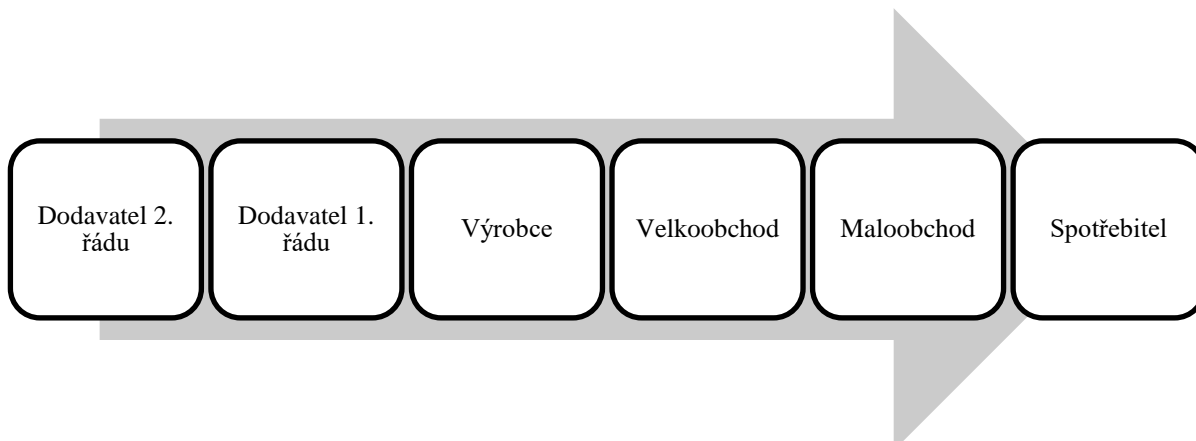 Dodavatel 2.
řádu
Dodavatel 1.
řádu
Výrobce
Velkoobchod
Maloobchod
Spotřebitel